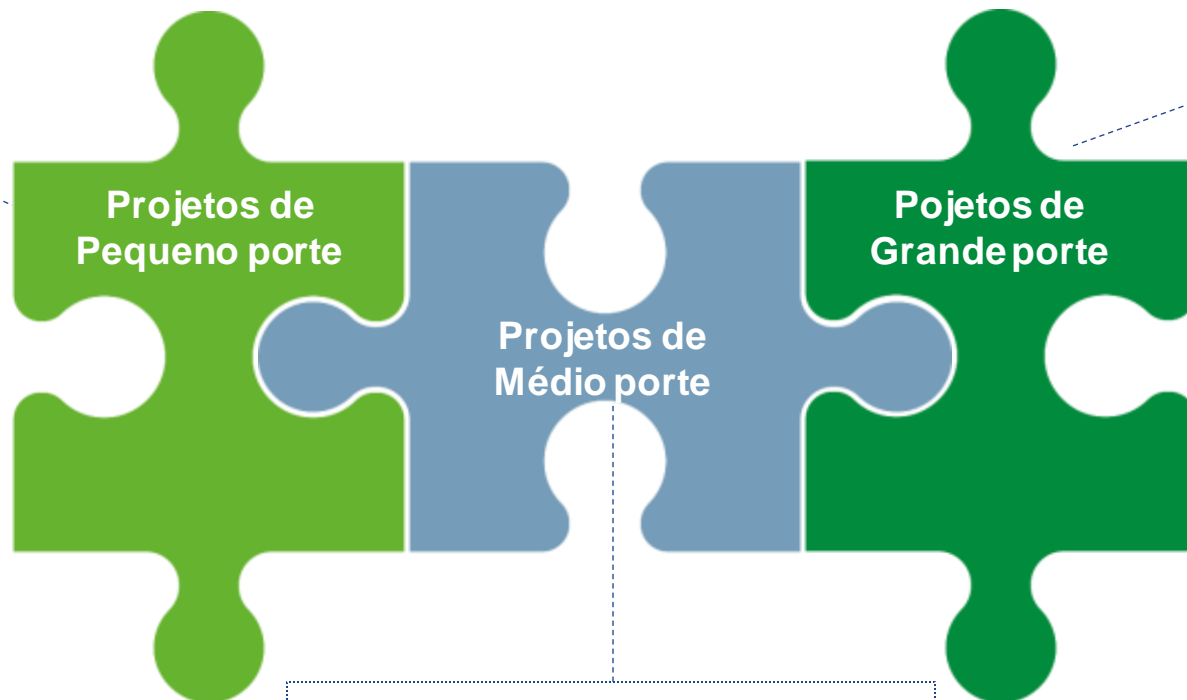 Projetos de
Pequeno porte
Projetos de
Médio porte
Pojetos de
Grande porte